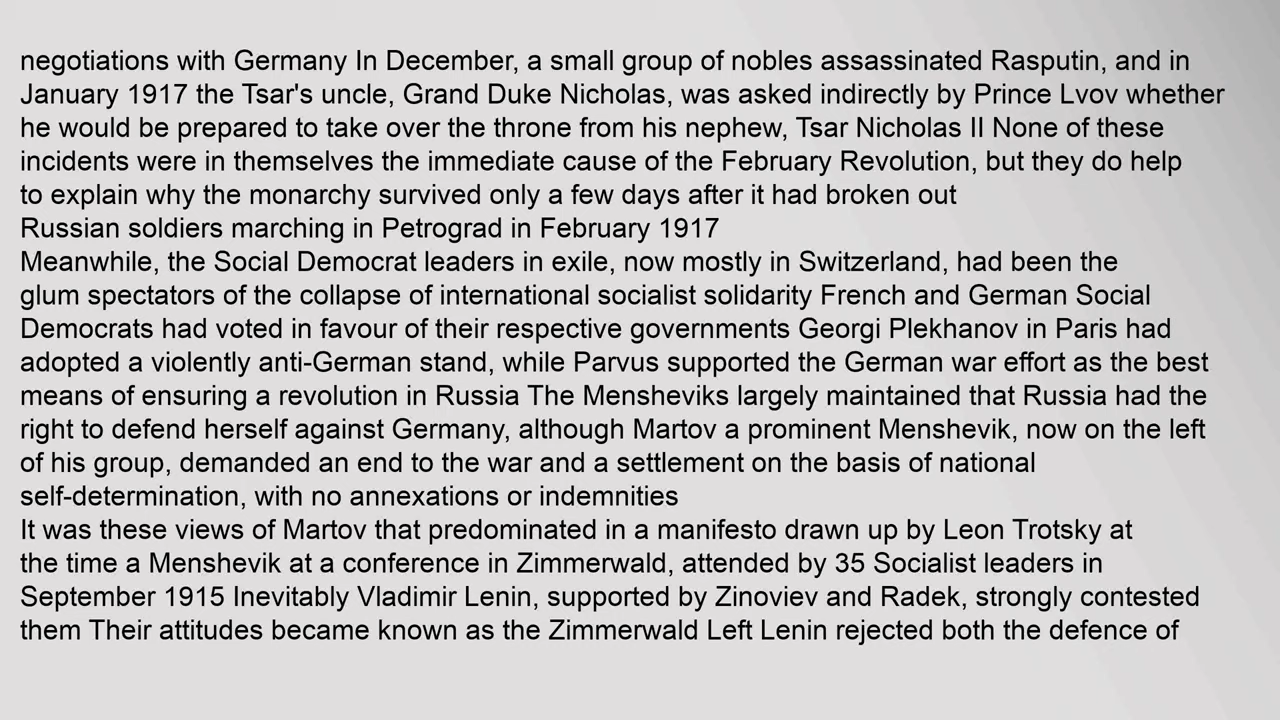 negotiations with Germany In December, a small group of nobles assassinated Rasputin, and in
January 1917 the Tsar's uncle, Grand Duke Nicholas, was asked indirectly by Prince Lvov whether
he would be prepared to take over the throne from his nephew, Tsar Nicholas II None of these
incidents were in themselves the immediate cause of the February Revolution, but they do help
to explain why the monarchy survived only a few days after it had broken out
Russian soldiers marching in Petrograd in February 1917
Meanwhile, the Social Democrat leaders in exile, now mostly in Switzerland, had been the
glum spectators of the collapse of international socialist solidarity French and German Social
Democrats had voted in favour of their respective governments Georgi Plekhanov in Paris had
adopted a violently anti-German stand, while Parvus supported the German war effort as the best
means of ensuring a revolution in Russia The Mensheviks largely maintained that Russia had the
right to defend herself against Germany, although Martov a prominent Menshevik, now on the left
of his group, demanded an end to the war and a settlement on the basis of national
self-determination, with no annexations or indemnities
It was these views of Martov that predominated in a manifesto drawn up by Leon Trotsky at
the time a Menshevik at a conference in Zimmerwald, attended by 35 Socialist leaders in
September 1915 Inevitably Vladimir Lenin, supported by Zinoviev and Radek, strongly contested
them Their attitudes became known as the Zimmerwald Left Lenin rejected both the defence of